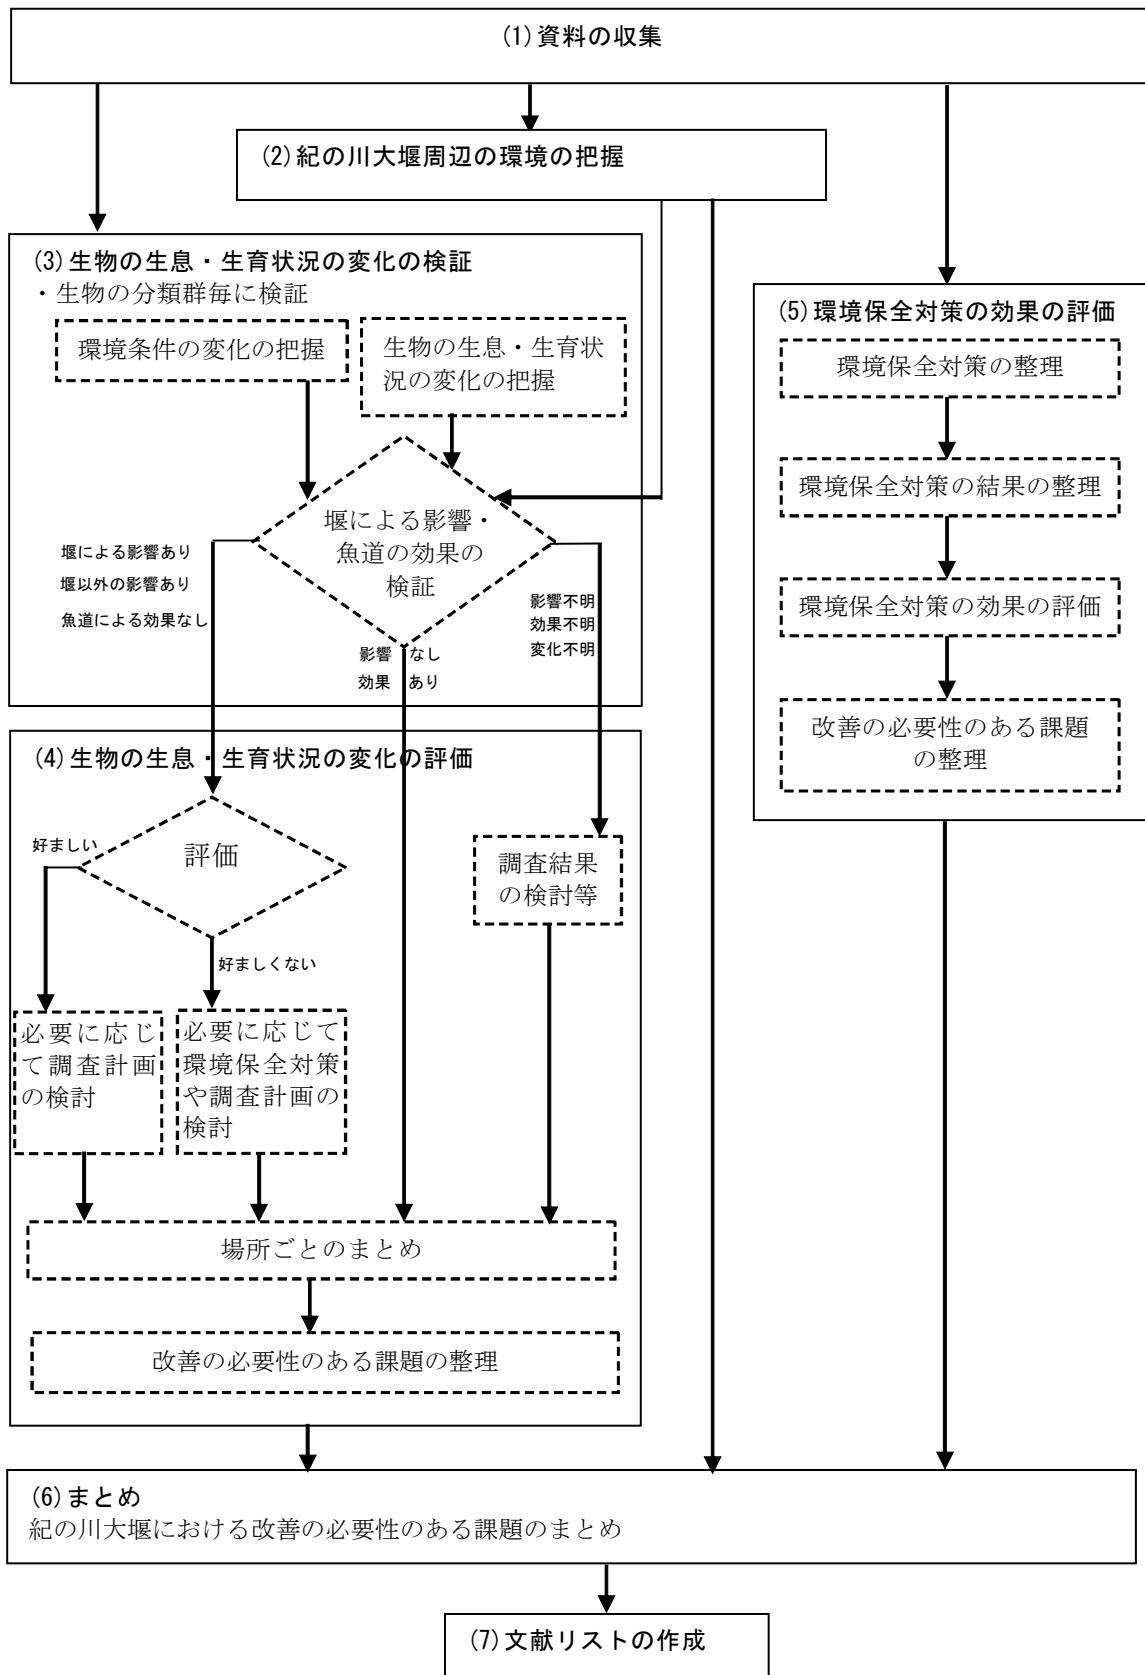 (1)資料の収集
(2)紀の川大堰周辺の環境の把握
(3)生物の生息・生育状況の変化の検証
・生物の分類群毎に検証
環境条件の変化の把握
生物の生息・生育状
況の変化の把握
堰による影響・
魚道の効果の
検証
堰による影響あり
堰以外の影響あり
魚道による効果なし
影響 なし
効果 あり
影響不明
効果不明
変化不明
(4)生物の生息・生育状況の変化の評価
評価
好ましい
好ましくない
調査結果
の検討等
必要に応じ
て調査計画
の検討
必要に応じて
環境保全対策
や調査計画の
検討
場所ごとのまとめ
改善の必要性のある課題の整理
(5)環境保全対策の効果の評価
環境保全対策の整理
環境保全対策の結果の整理
環境保全対策の効果の評価
改善の必要性のある課題
の整理
(6)まとめ
紀の川大堰における改善の必要性のある課題のまとめ
(7)文献リストの作成